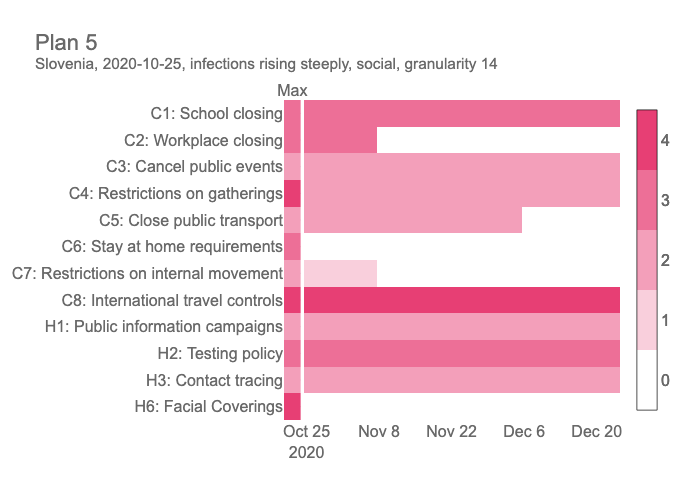 Plan 5
Slovenia, 2020-10-25, infections rising steeply, social, granularity 14
Max
C1: School closing
C2: Workplace closing
C3: Cancel public events
C4: Restrictions on gatherings
C5: Close public transport
C6: Stay at home requirements
C7: Restrictions on internal movement
C8: International travel controls
H1: Public information campaigns
H2: Testing policy
H3: Contact tracing
H6: Facial Coverings
Oct 25 Nov 8 Nov 22 Dec 6 Dec 20
2020
4
3
2
1
0